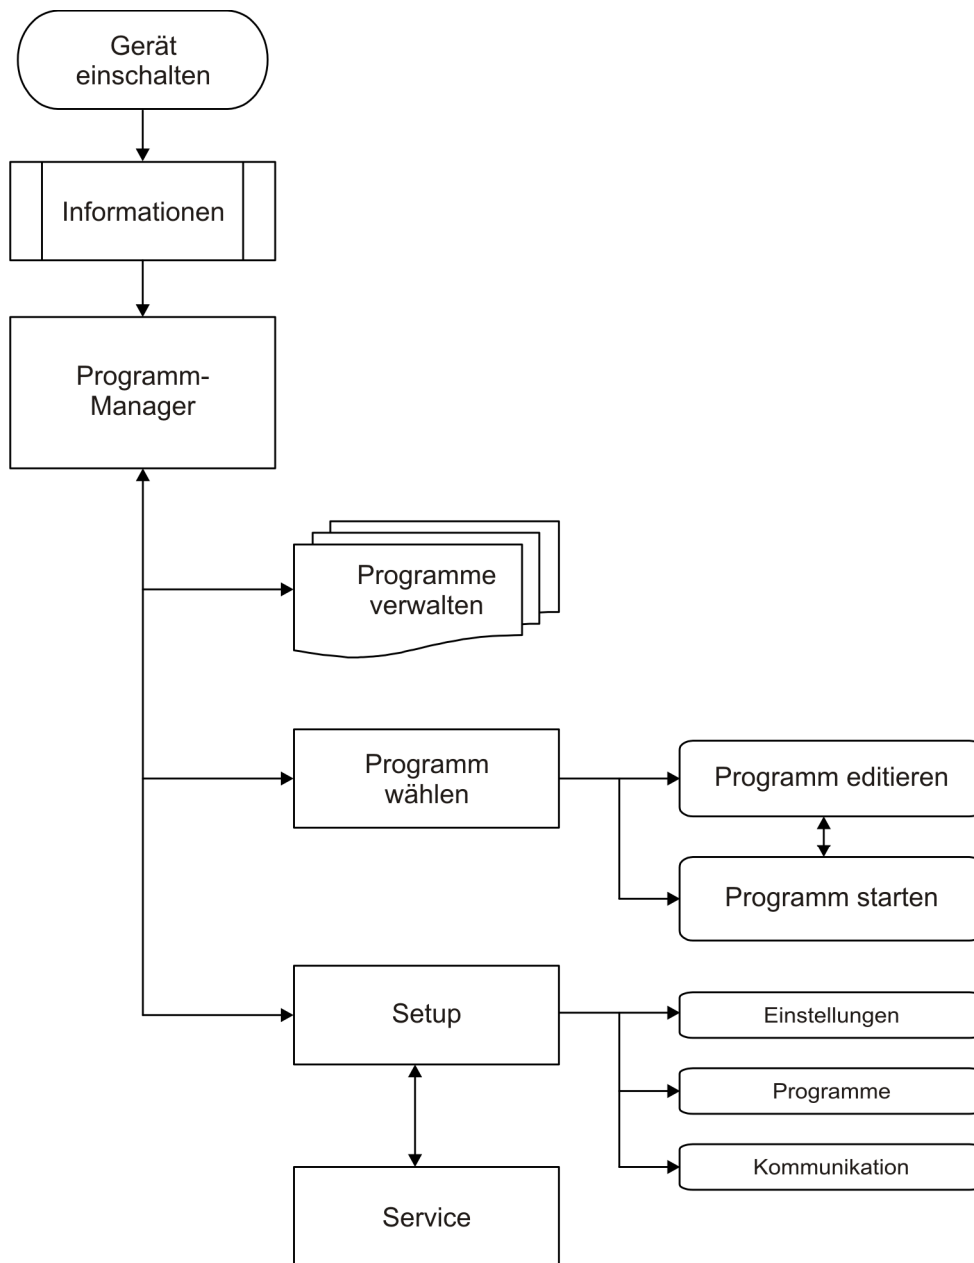 Gerät
einschalten
Informationen
Programm-
Manager
Programme
verwalten
Programm
wählen
Programm editieren
Programm starten
Setup
Einstellungen
Programme
Kommunikation
Service